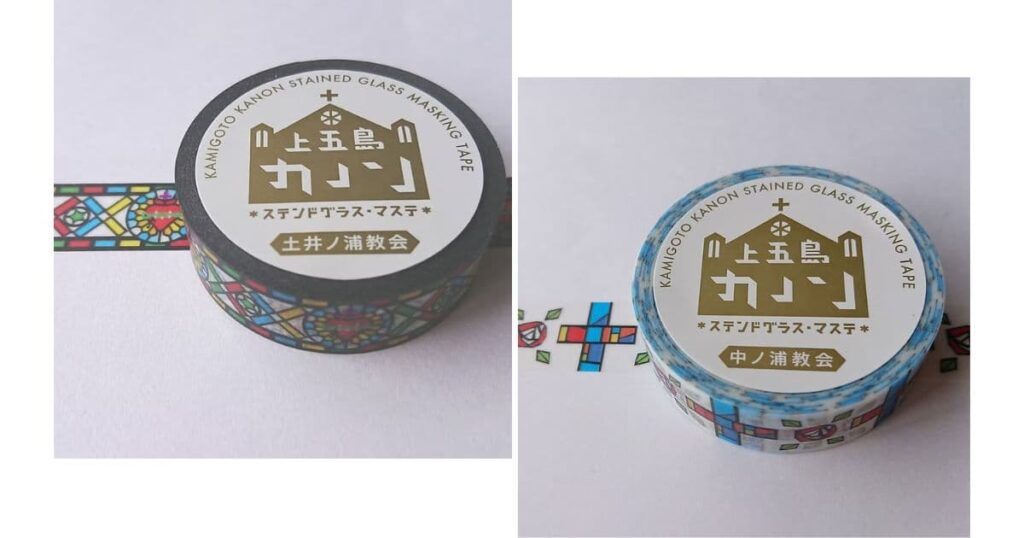 KAMIGOTO KANON STAINED GLASS MASKING TAPE
上五鳥
カノン
*ステンドグラス・マステ*
土井ノ浦教会
KAMIGOTO KANON STAINED GLASS MASKING TAPE
上五鳥
カノン
*ステンドグラス・マステ*
中ノ浦教会